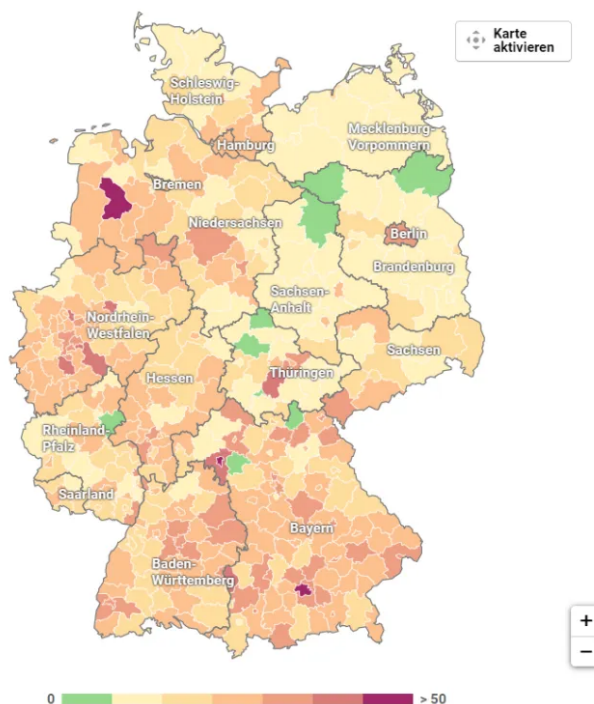 Karte
aktivieren
Schleswig-
Holstein
Mecklenburg-
Vorpommern
Hamburg
Bremen
Niedersachsen
Berlin
Brandenburg
Sachsen-
Anhalt
Nordrhein-
Westfalen
Sachsen
Thüringen
Hessen
Rheinland-
Pfalz
Saarland
Bayern
Baden-
Württemberg
+
−
0
> 50